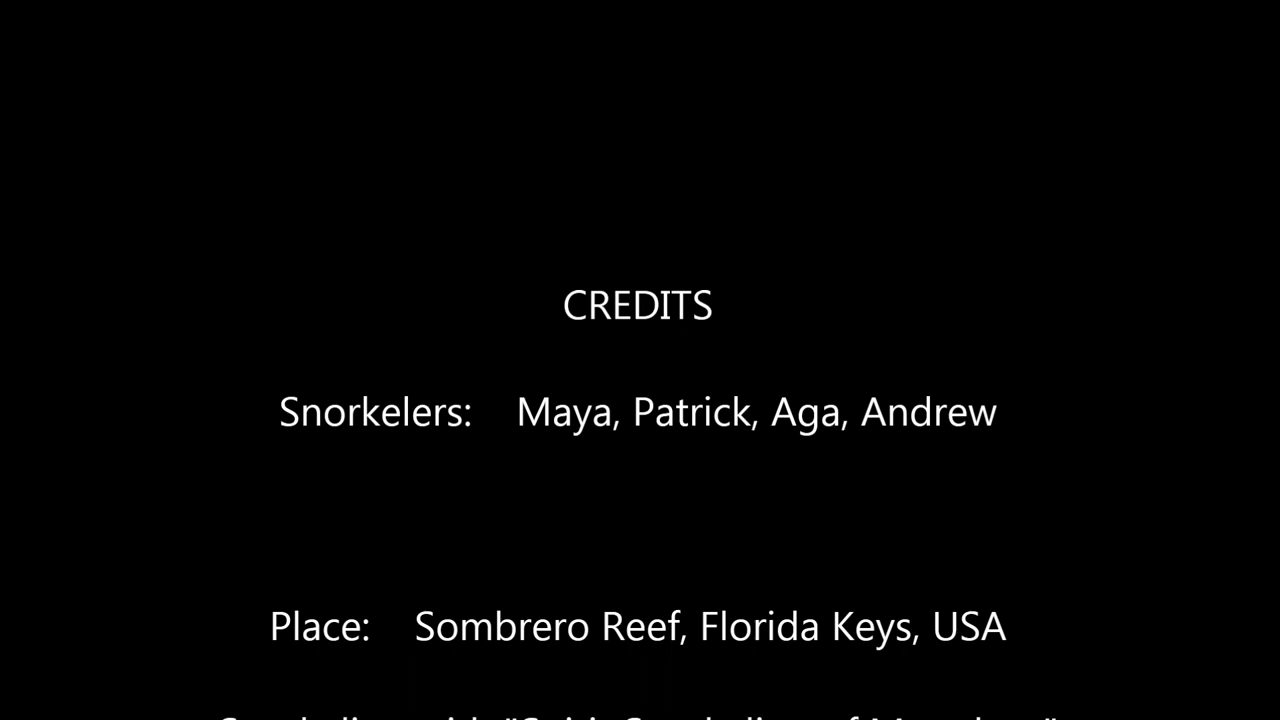 CREDITS
Snorkelers: Maya, Patrick, Aga, Andrew
Place: Sombrero Reef, Florida Keys, USA